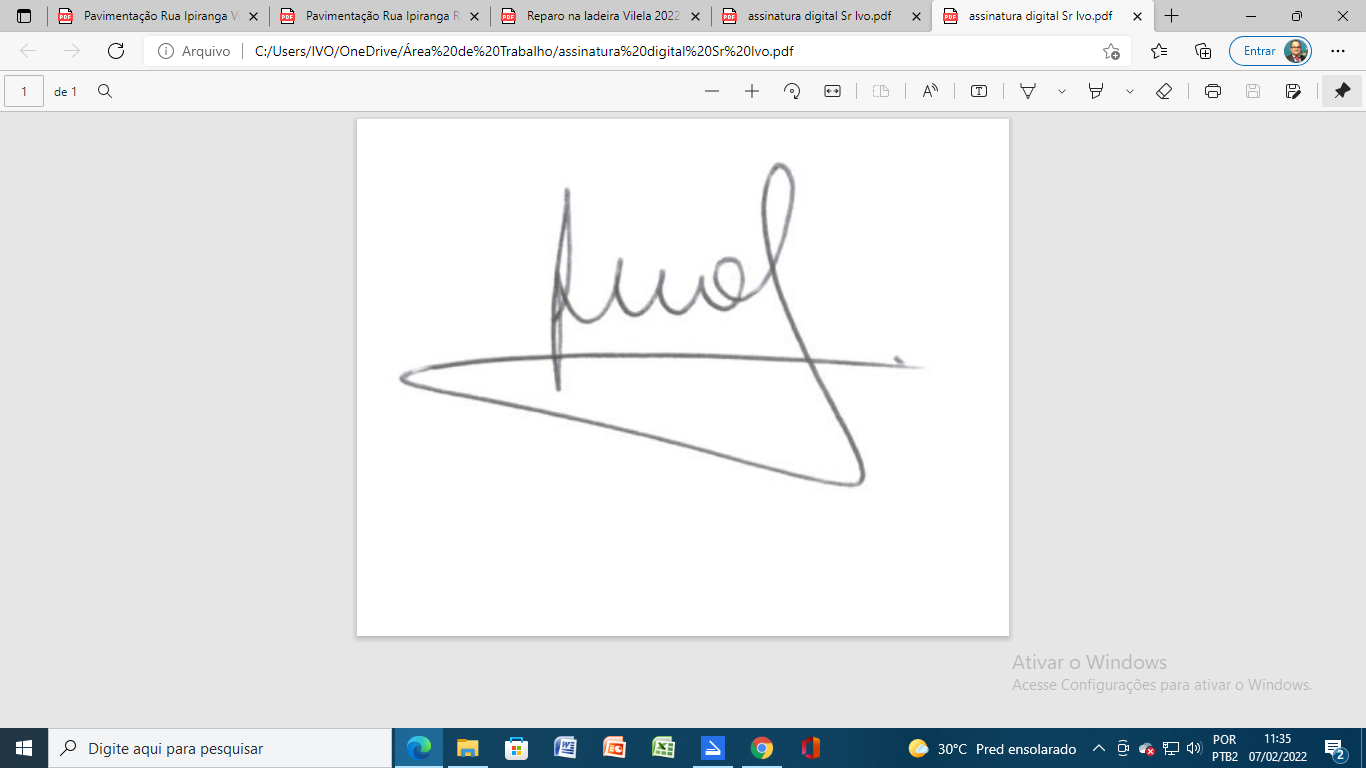 Pavimentação Rua Ipiranga V
Pavimentação Rua Ipiranga R
Reparo na ladeira Vilela 2022
assinatura digital Sr Ivo.pdf
assinatura digital Sr Ivo.pdf
Arquivo
C:/Users/IVO/OneDrive/Área%20de%20Trabalho/assinatura%20digital%20Sr%20Ivo.pdf
Entrar
1 de 1
Ativar o Windows
Acesse Configurações para ativar o Windows.
Digite aqui para pesquisar
30°C Pred ensolarado
POR
PTB2
11:35
07/02/2022
2